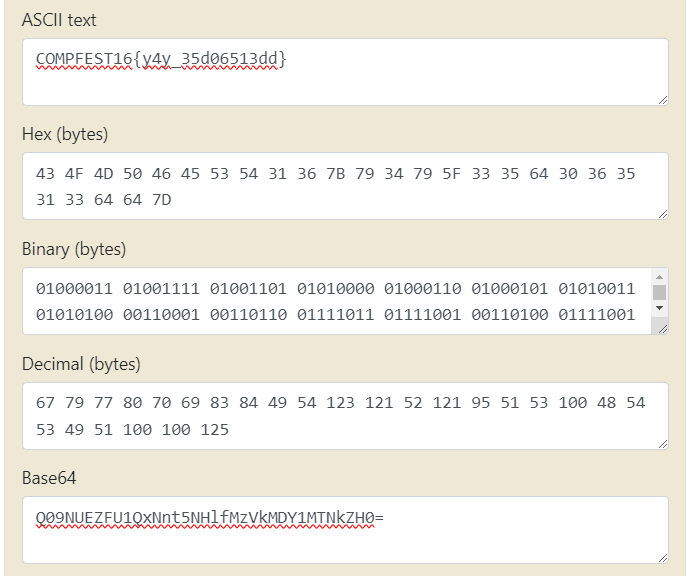 ASCII text
COMPFEST16{y4y_35d06513dd}
Hex (bytes)
43 4F 4D 50 46 45 53 54 31 36 7B 79 34 79 5F 33 35 64 30 36 35
31 33 64 64 7D
Binary (bytes)
01000011 01001111 01001101 01010000 01000110 01000101 01010011
01010100 00110001 00110110 01111011 01111001 00110100 01111001
Decimal (bytes)
67 79 77 80 70 69 83 84 49 54 123 121 52 121 95 51 53 100 48 54
53 49 51 100 100 125
Base64
Q09NUEZFU1QxNnt5NHlfMzVkMDY1MTNkZH0=